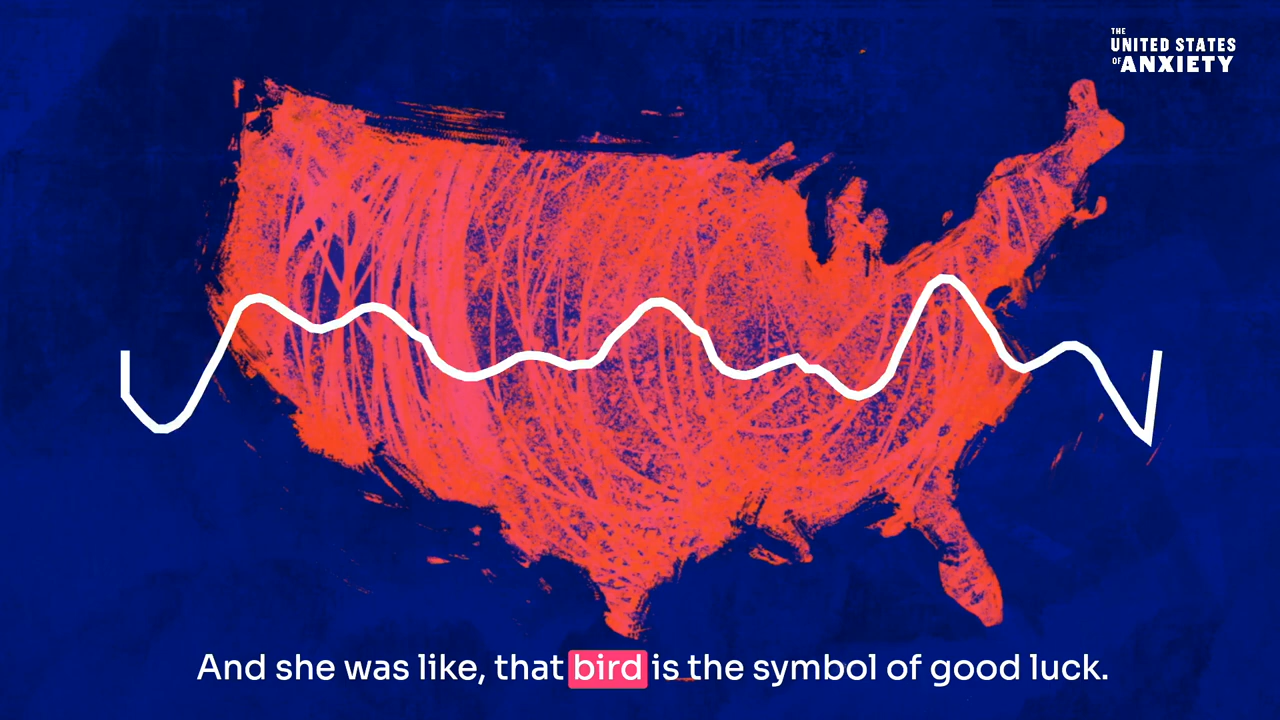 THE
UNITED STATES
OF ANXIETY
And she was like, that bird is the symbol of good luck.